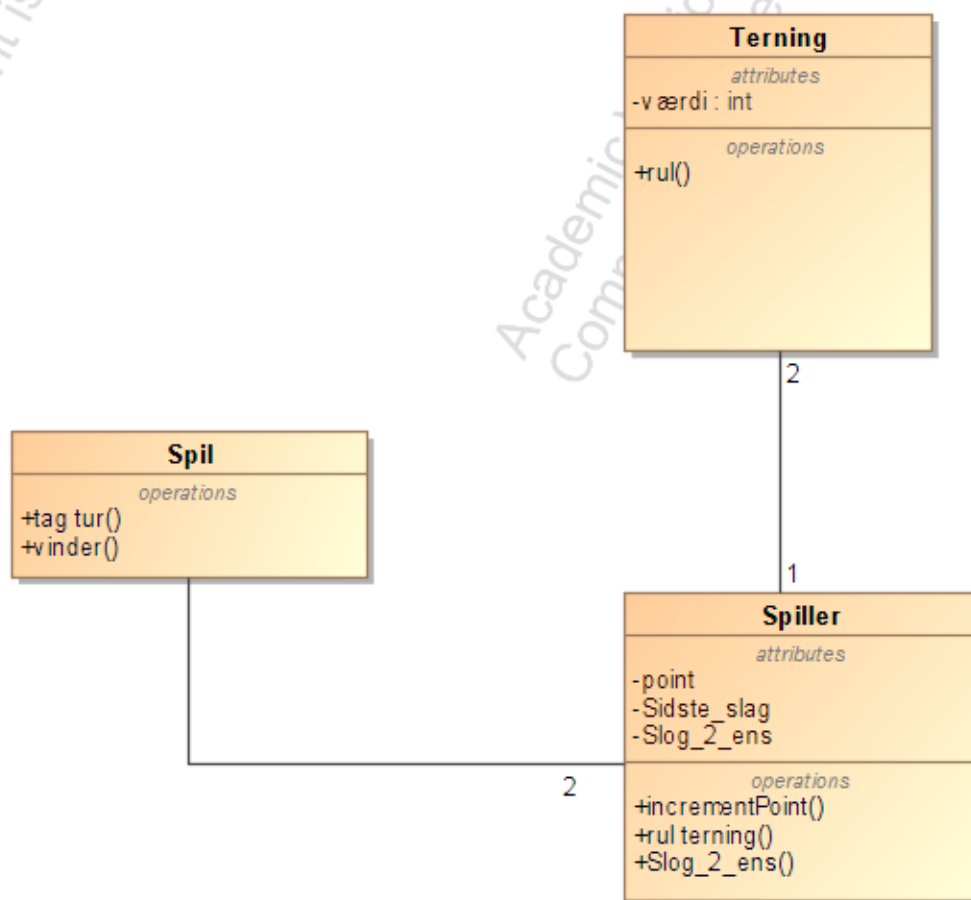 Terning
attributes
-værdi : int
operations
+rul()
2
1
Spil
operations
+tag tur()
+vinder()
2
Spiller
attributes
-point
-Sidste_slag
-Slog_2_ens
operations
+incrementPoint()
+rul terning()
+Slog_2_ens()
Academic